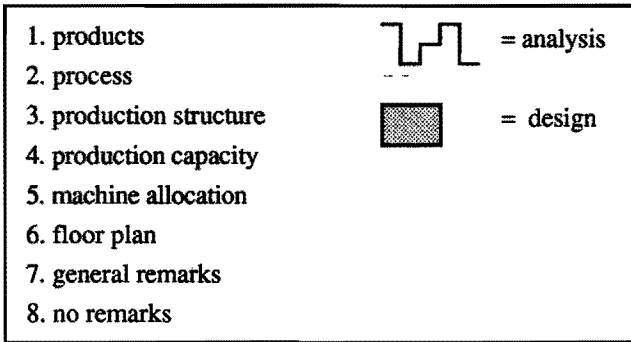 1. products
= analysis
2. process
3. production structure
= design
4. production capacity
5. machine allocation
6. floor plan
7. general remarks
8. no remarks